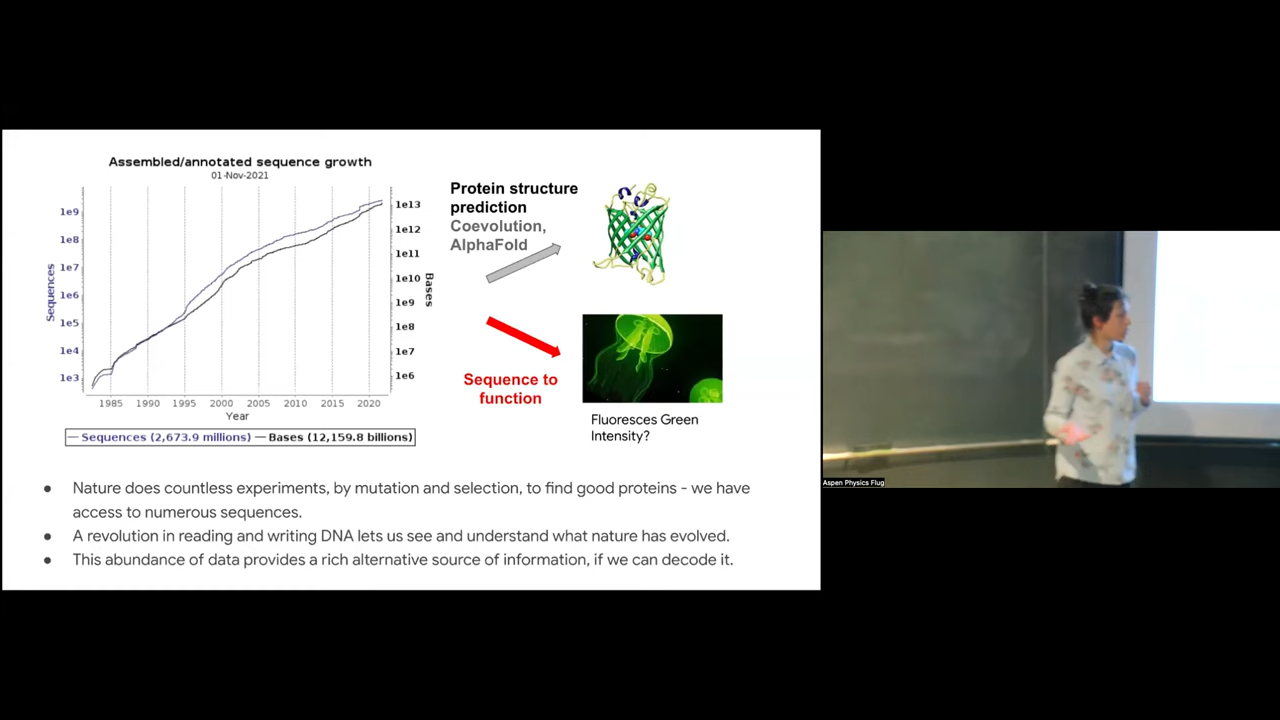 Assembled/annotated sequence growth
01-Nov-2021
1e9
1e8
1e7
1e6
1e5
1e4
1e3
Sequences
1e13
1e12
1e11
1e10
1e9
1e8
1e7
1e6
Bases
1985 1990 1995 2000 2005 2010 2015 2020
Year
Sequences (2,673.9 millions) — Bases (12,159.8 billions)
Protein structure
prediction
Coevolution,
AlphaFold
Sequence to
function
Fluoresces Green
Intensity?
● Nature does countless experiments, by mutation and selection, to find good proteins - we have
access to numerous sequences.
● A revolution in reading and writing DNA lets us see and understand what nature has evolved.
● This abundance of data provides a rich alternative source of information, if we can decode it.
Aspen Physics Flug